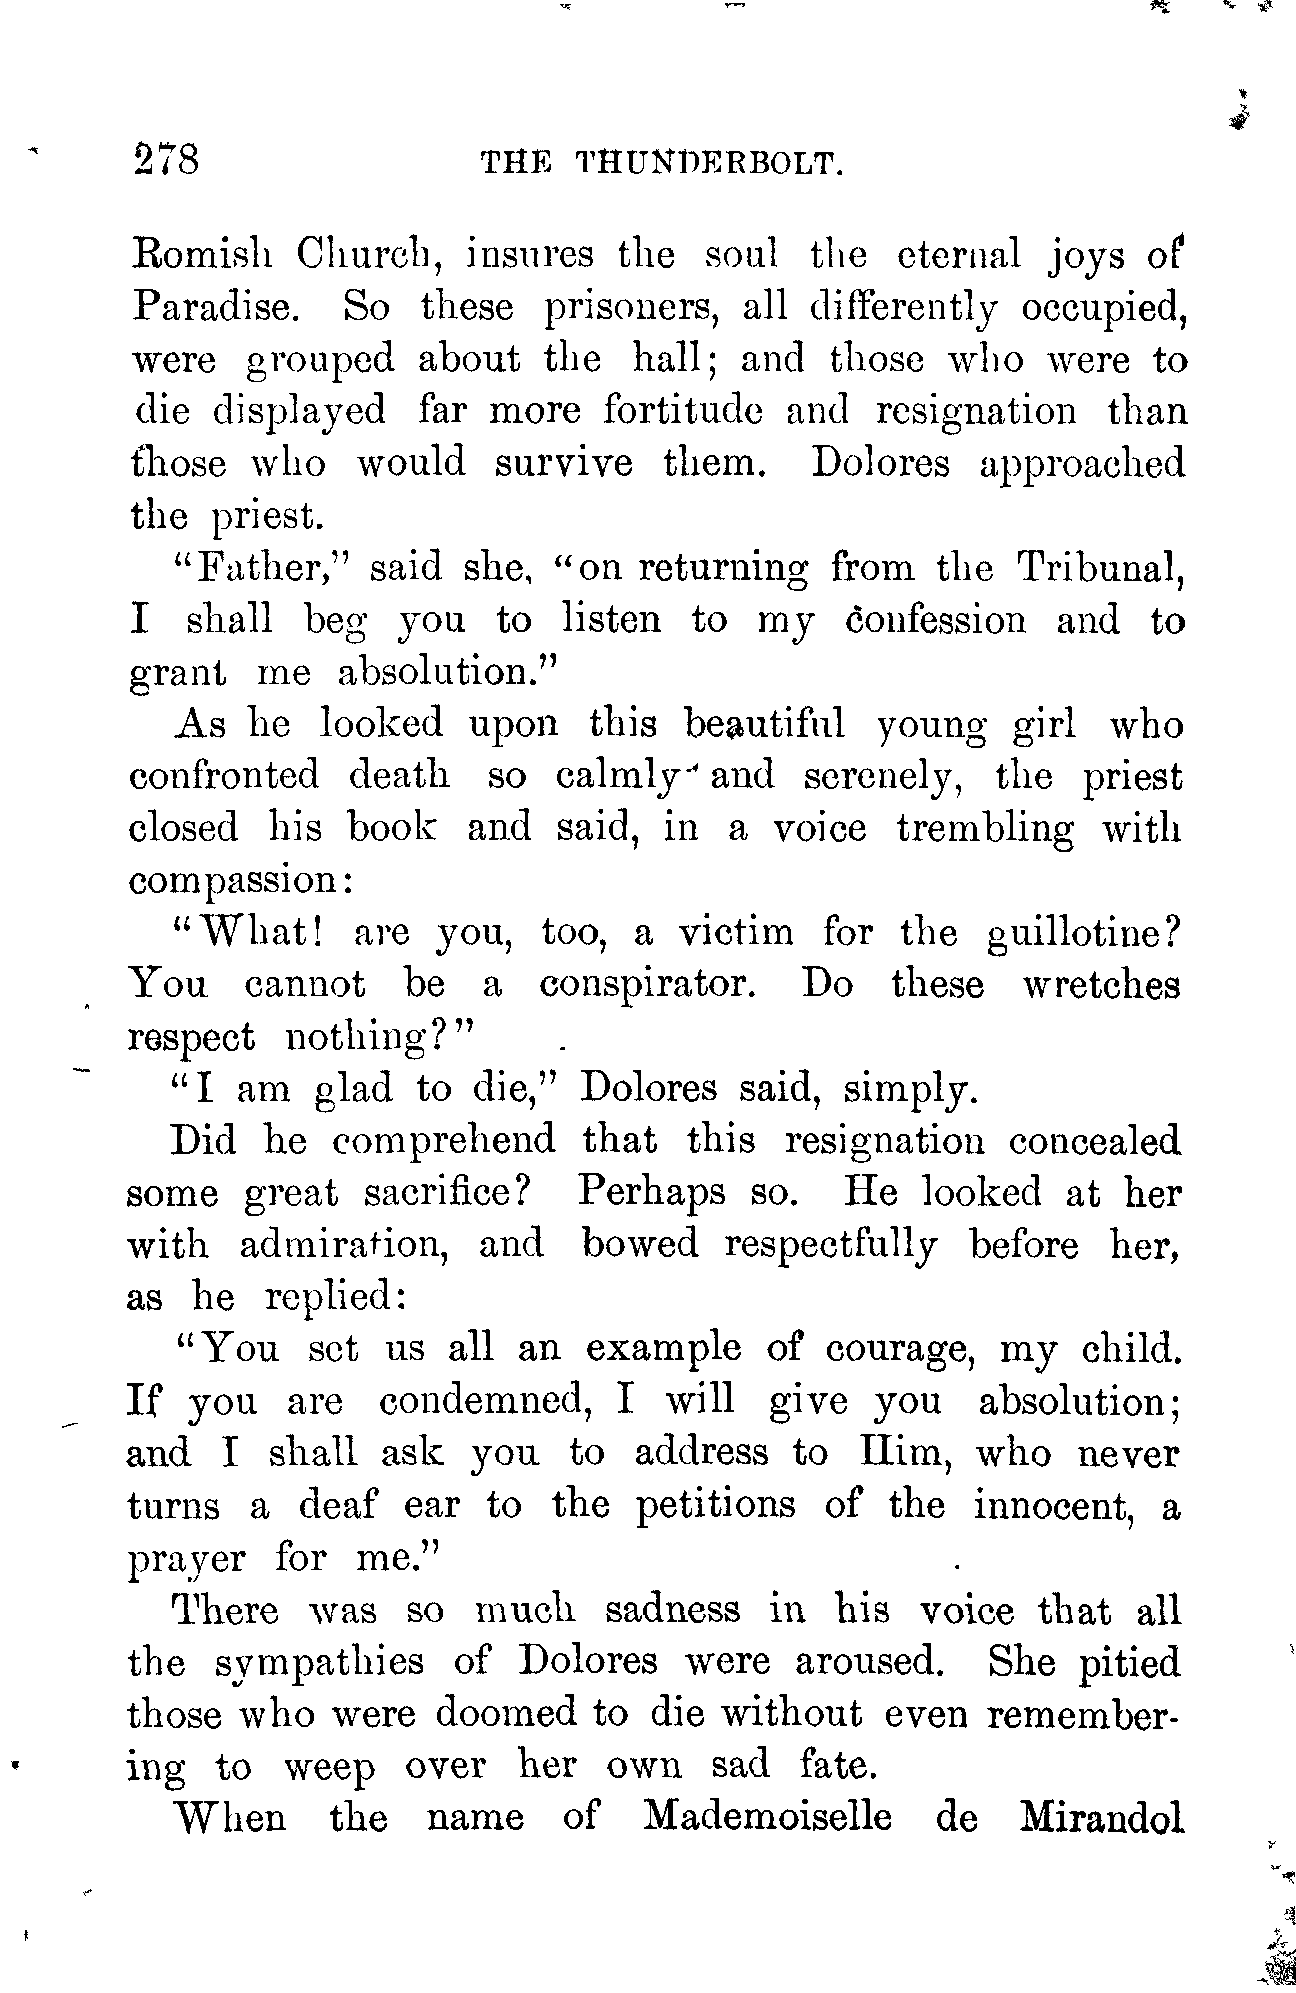 278 THE THUNDERBOLT.
Romish Church, insures the soul the eternal joys of
Paradise. So these prisoners, all differently occupied,
were grouped about the hall; and those who were to
die displayed far more fortitude and resignation than
those who would survive them. Dolores approached
the priest.
"Father," said she, "on returning from the Tribunal,
I shall beg you to listen to my confession and to
grant me absolution."
As he looked upon this beautiful young girl who
confronted death so calmly and serenely, the priest
closed his book and said, in a voice trembling with
compassion:
"What! are you, too, a victim for the guillotine?
You cannot be a conspirator. Do these wretches
respect nothing?"
"I am glad to die," Dolores said, simply.
Did he comprehend that this resignation concealed
some great sacrifice? Perhaps so. He looked at her
with admiration, and bowed respectfully before her,
as he replied:
"You set us all an example of courage, my child.
If you are condemned, I will give you absolution;
and I shall ask you to address to Him, who never
turns a deaf ear to the petitions of the innocent, a
prayer for me."
There was so much sadness in his voice that all
the sympathies of Dolores were aroused. She pitied
those who were doomed to die without even remember-
ing to weep over her own sad fate.
When the name of Mademoiselle de Mirandol